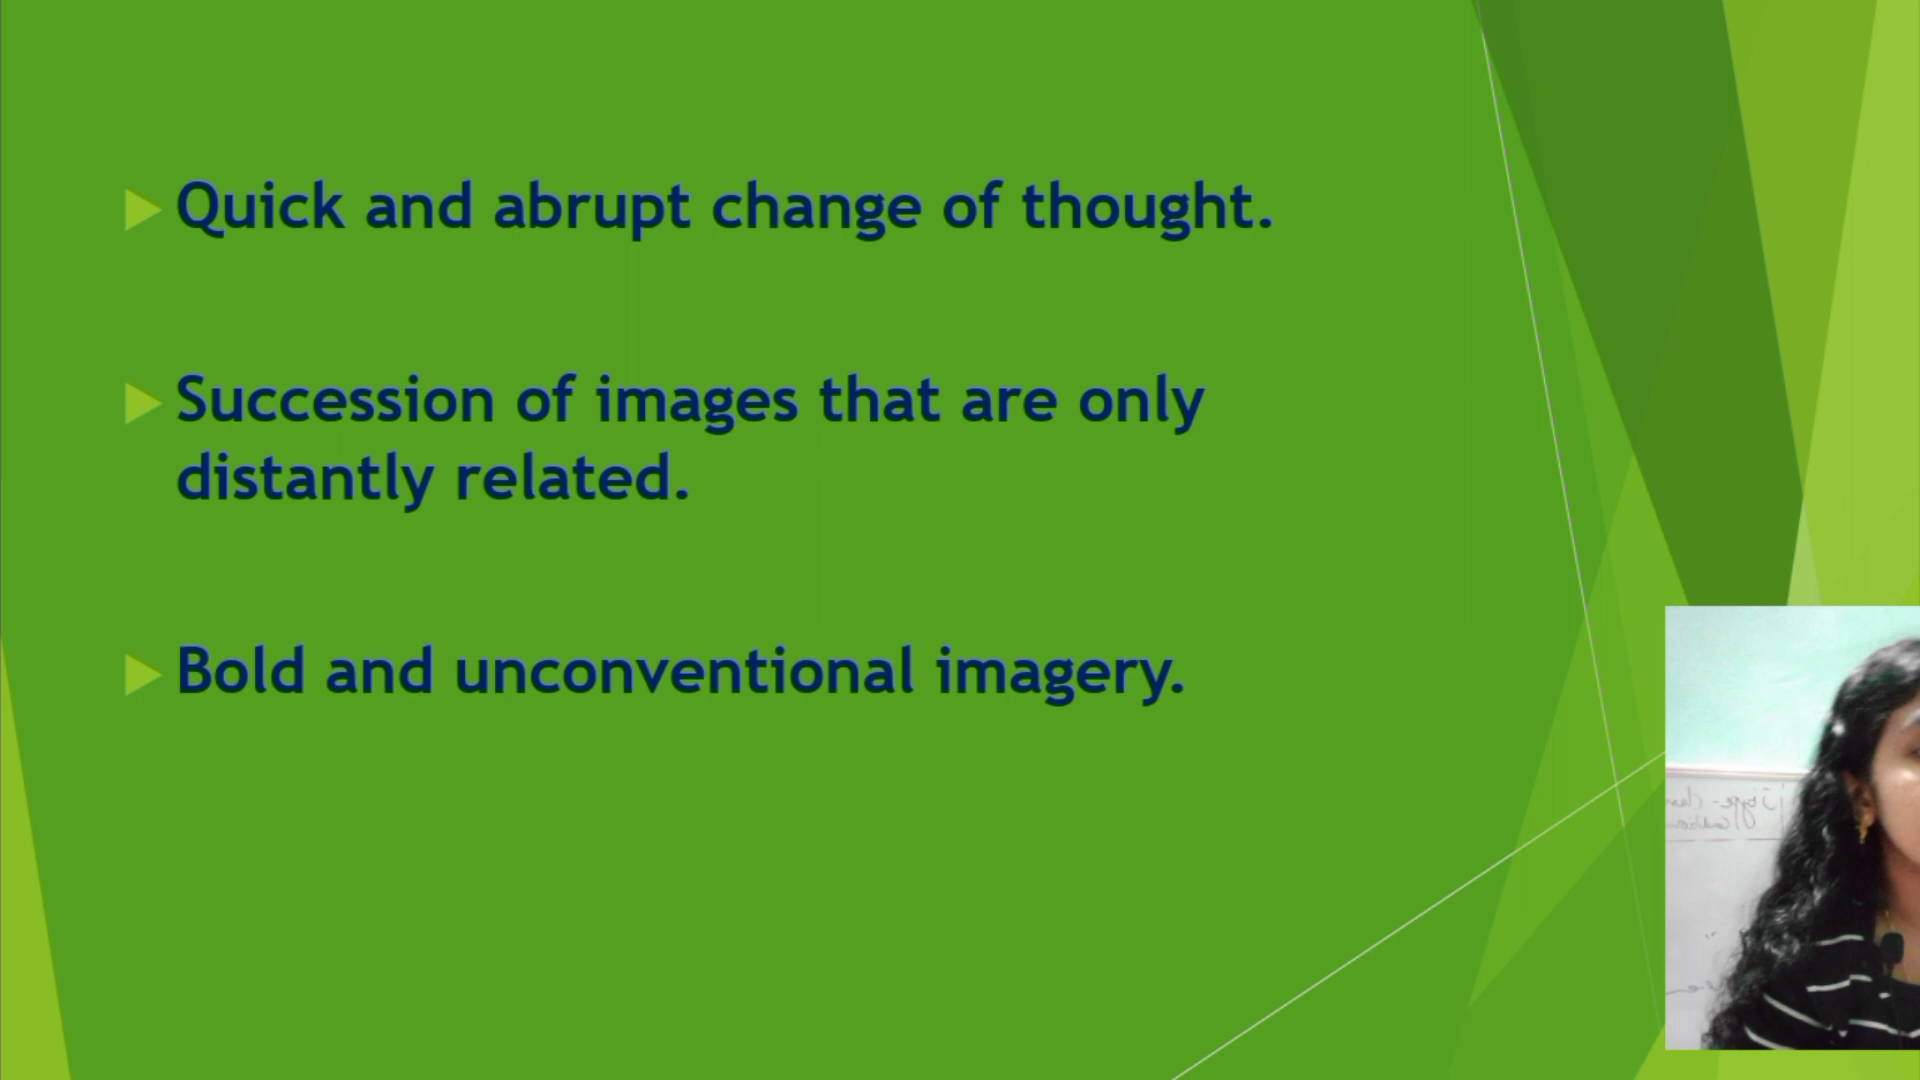 Quick and abrupt change of thought.
Succession of images that are only
distantly related.
Bold and unconventional imagery.